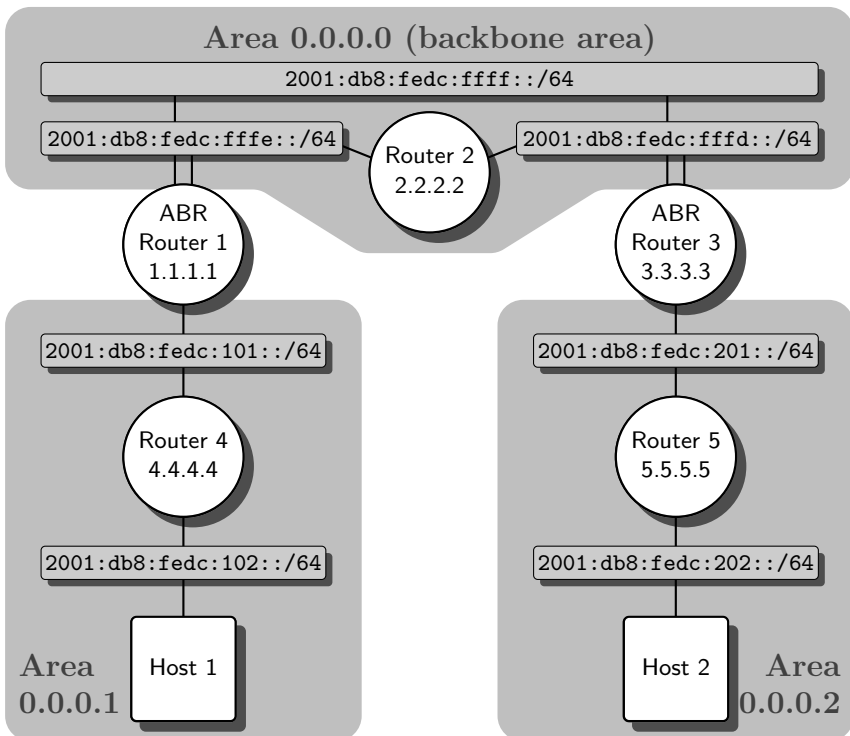 Area 0.0.0.0 (backbone area)
2001:db8:fedc:ffff::/64
2001:db8:fedc:fffe::/64
Router 2
2.2.2.2
2001:db8:fedc:fffd::/64
ABR
Router 1
1.1.1.1
ABR
Router 3
3.3.3.3
2001:db8:fedc:101::/64
2001:db8:fedc:201::/64
Router 4
4.4.4.4
Router 5
5.5.5.5
2001:db8:fedc:102::/64
2001:db8:fedc:202::/64
Area
0.0.0.1
Host 1
Host 2
Area
0.0.0.2